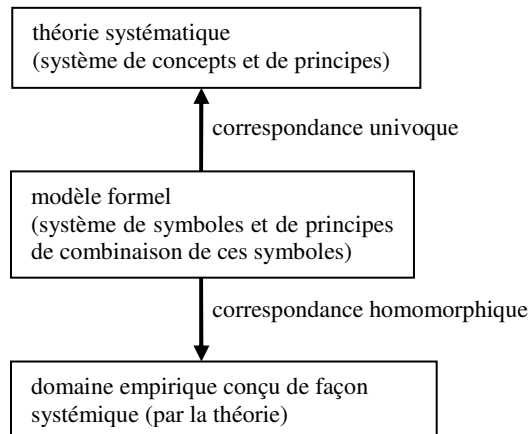 théorie systématique
(système de concepts et de principes)
correspondance univoque
modèle formel
(système de symboles et de principes
de combinaison de ces symboles)
correspondance homomorphique
domaine empirique conçu de façon
systémique (par la théorie)